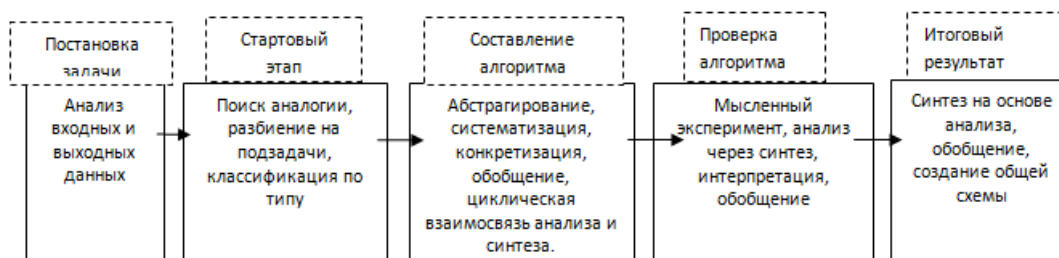 Постановка
задачи
Анализ
входных и
выходных
данных
Стартовый
этап
Поиск аналогии,
разбиение на
подзадачи,
классификация по
типу
Составление
алгоритма
Абстрагирование,
систематизация,
конкретизация,
обобщение,
циклическая
взаимосвязь анализа и
синтеза.
Проверка
алгоритма
Мысленный
эксперимент, анализ
через синтез,
интерпретация,
обобщение
Итоговый
результат
Синтез на основе
анализа,
обобщение,
создание общей
схемы